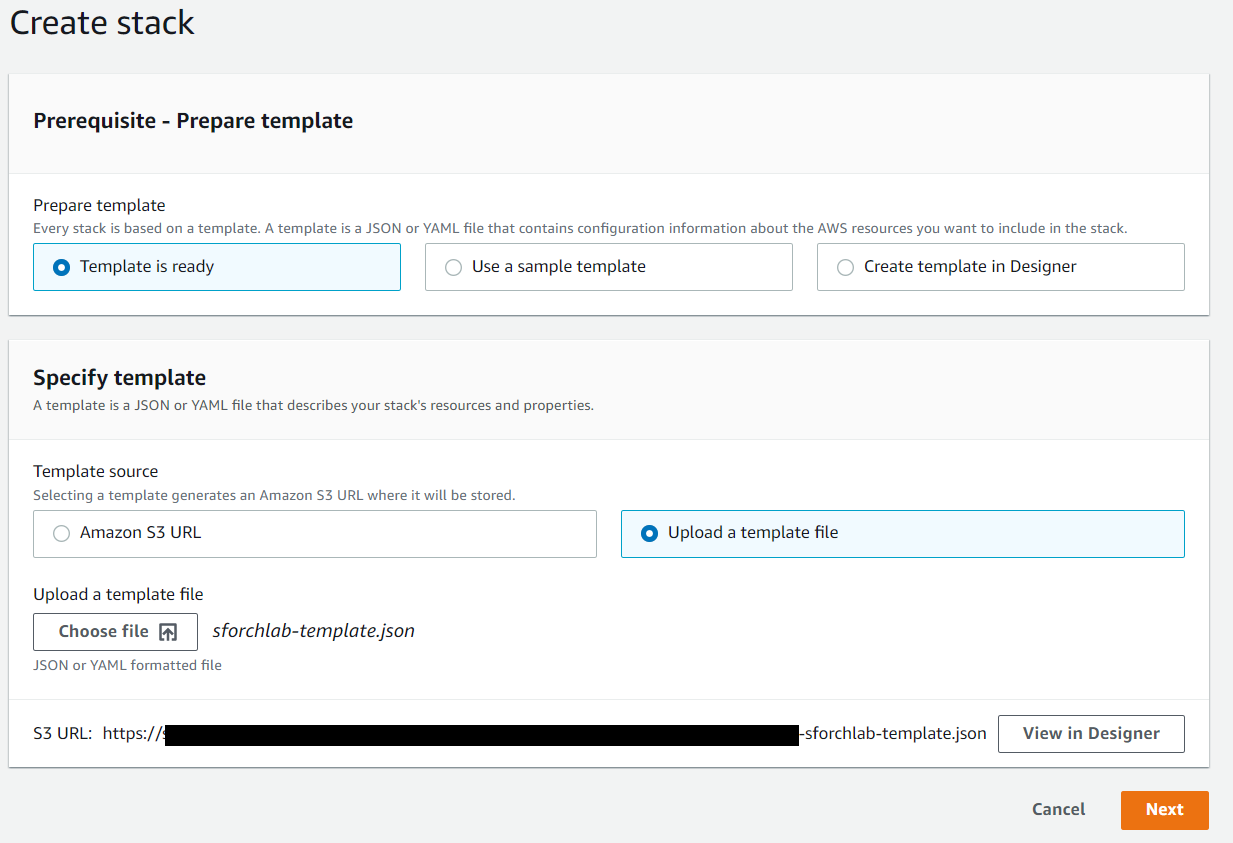 Create stack
Prerequisite - Prepare template
Prepare template
Every stack is based on a template. A template is a JSON or YAML file that contains configuration information about the AWS resources you want to include in the stack.
Template is ready
Use a sample template
Create template in Designer
Specify template
A template is a JSON or YAML file that describes your stack's resources and properties.
Template source
Selecting a template generates an Amazon S3 URL where it will be stored.
Amazon S3 URL
Upload a template file
Upload a template file
Choose file
sforchlab-template.json
JSON or YAML formatted file
S3 URL: https:// -sforchlab-template.json
View in Designer
Cancel
Next